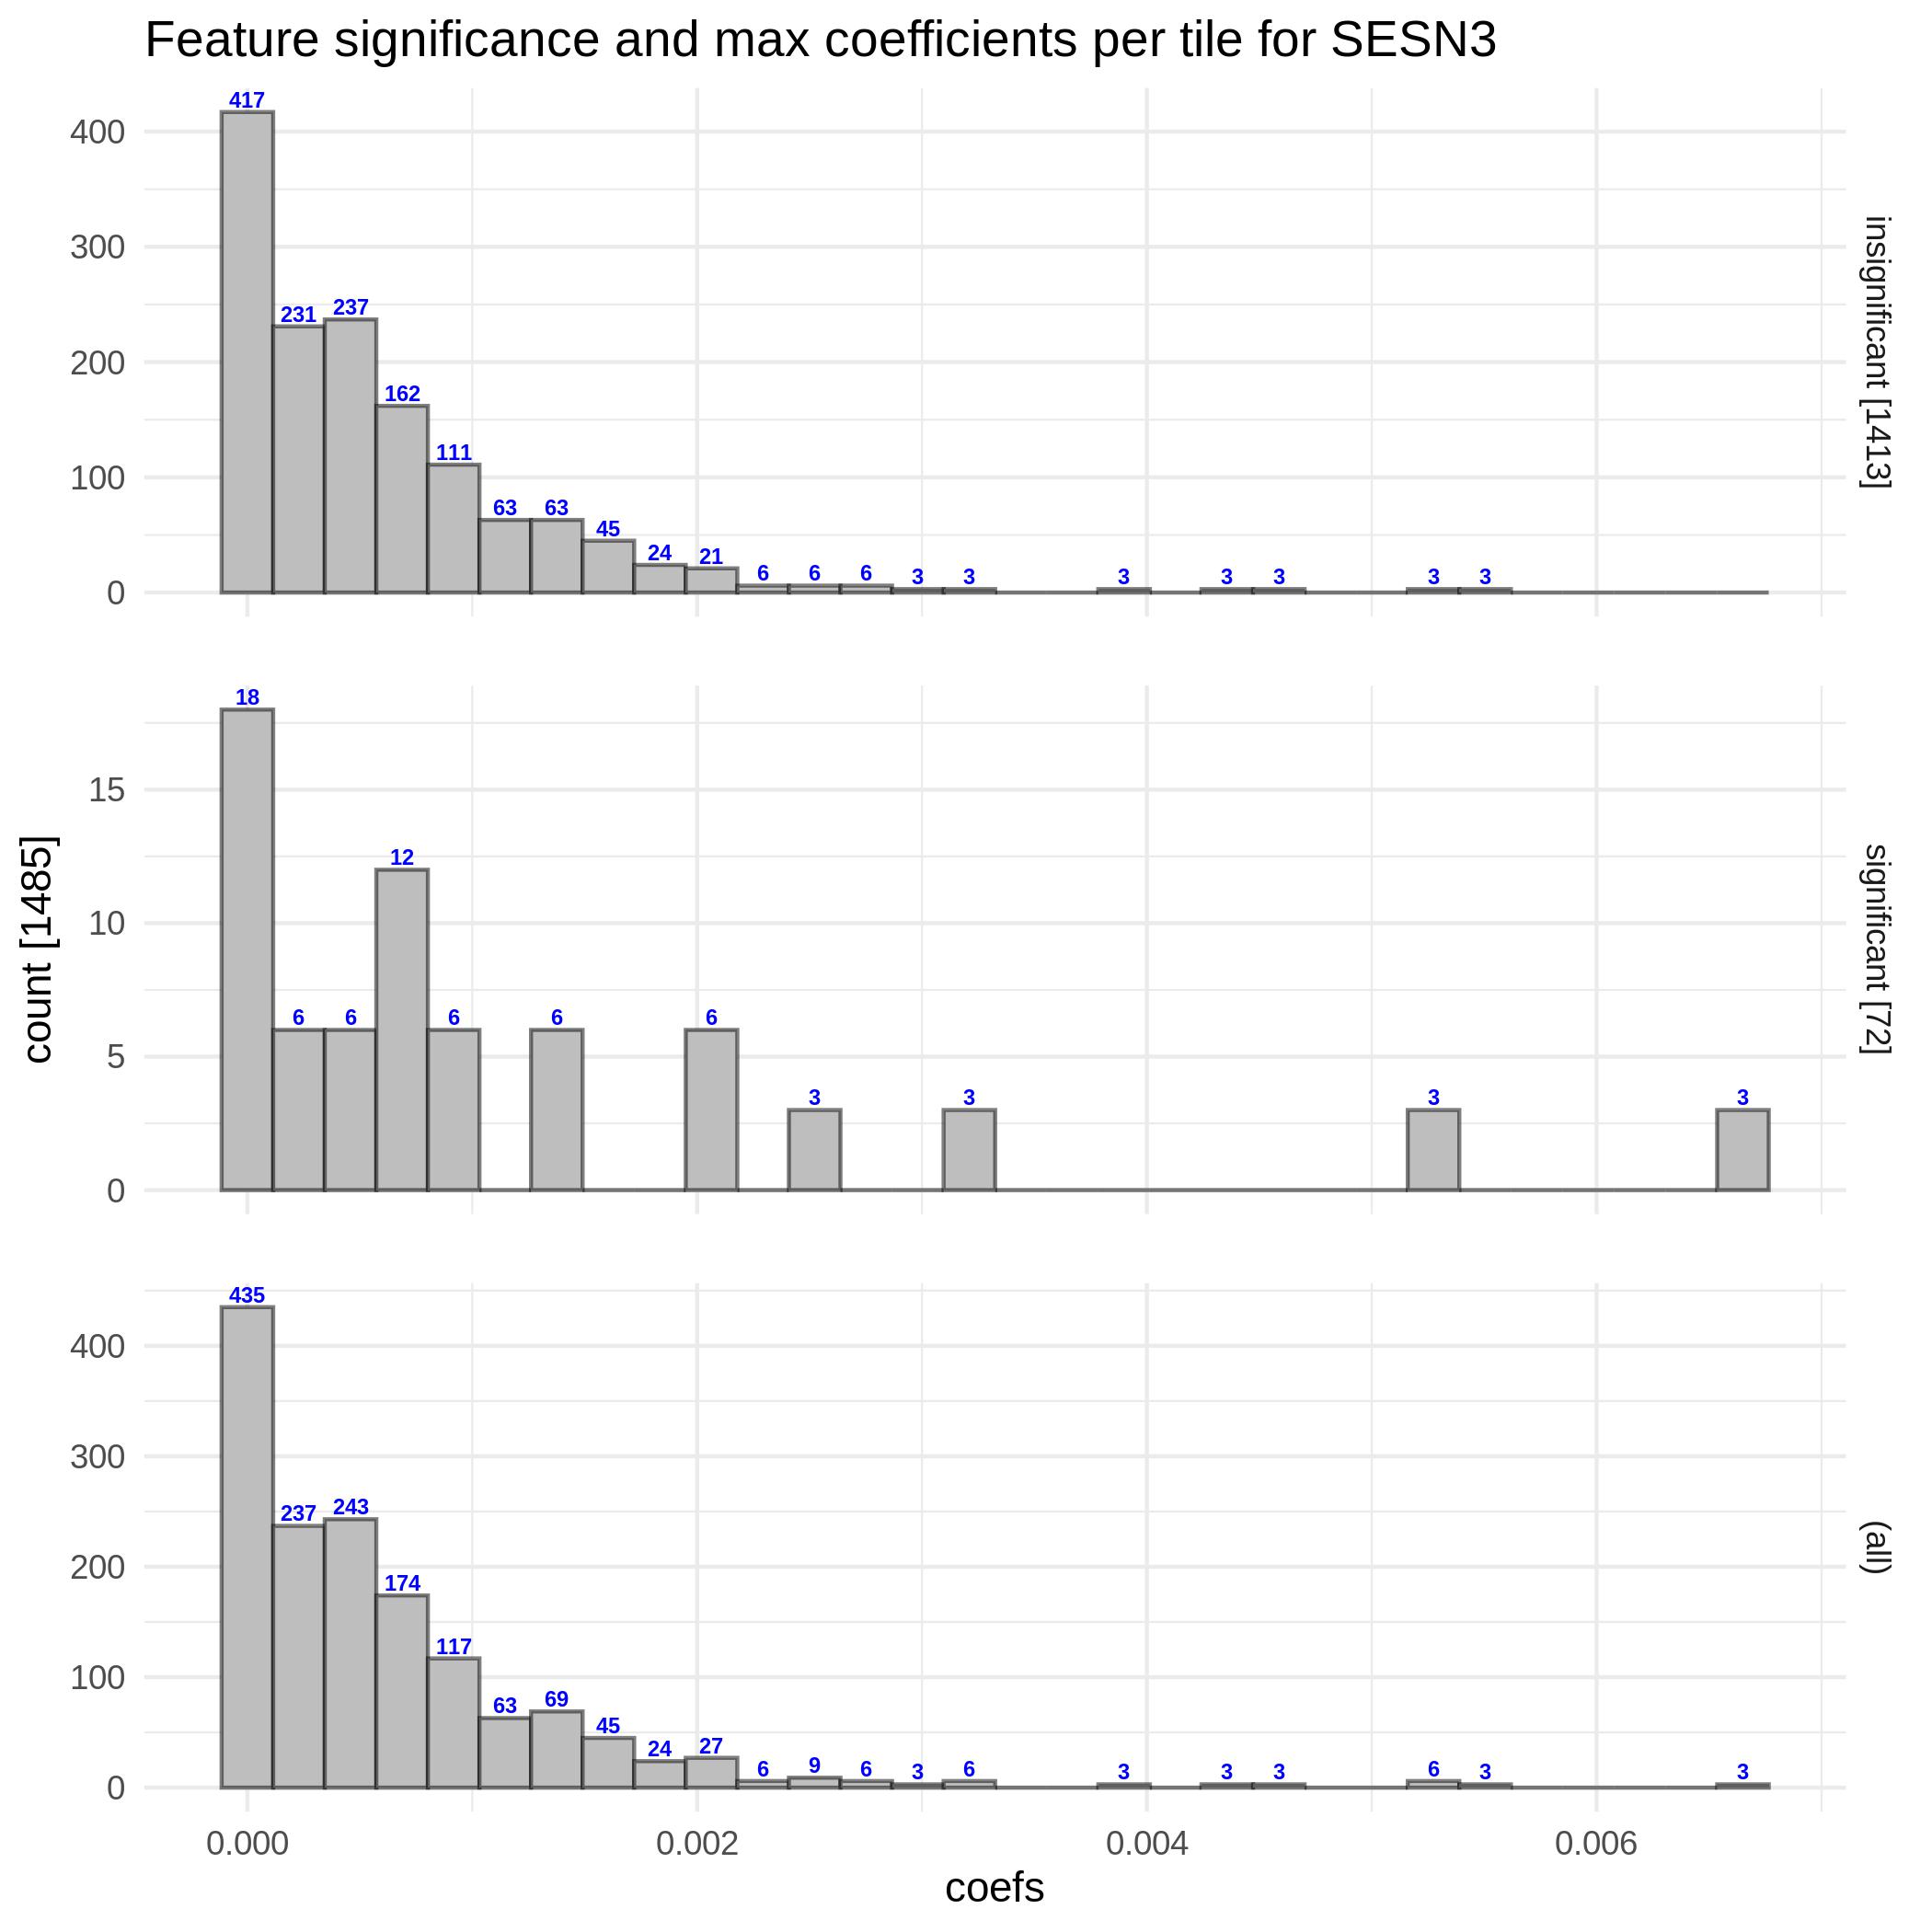 Feature significance and max coefficients per tile for SESN3
417
400
300
231 237
200
162
111
100
63 63
45
24 21
6 6 6 3 3 3 3 3 3 3
0
insignificant [1413]
18
15
12
10
6 6 6 6 6
5
3 3 3 3
0
significant [72]
count [1485]
435
400
300
237 243
200
174
117
100
63 69
45
24 27
6 9 6 3 6 3 3 3 6 3 3
0
(all)
0.000 0.002 0.004 0.006
coefs